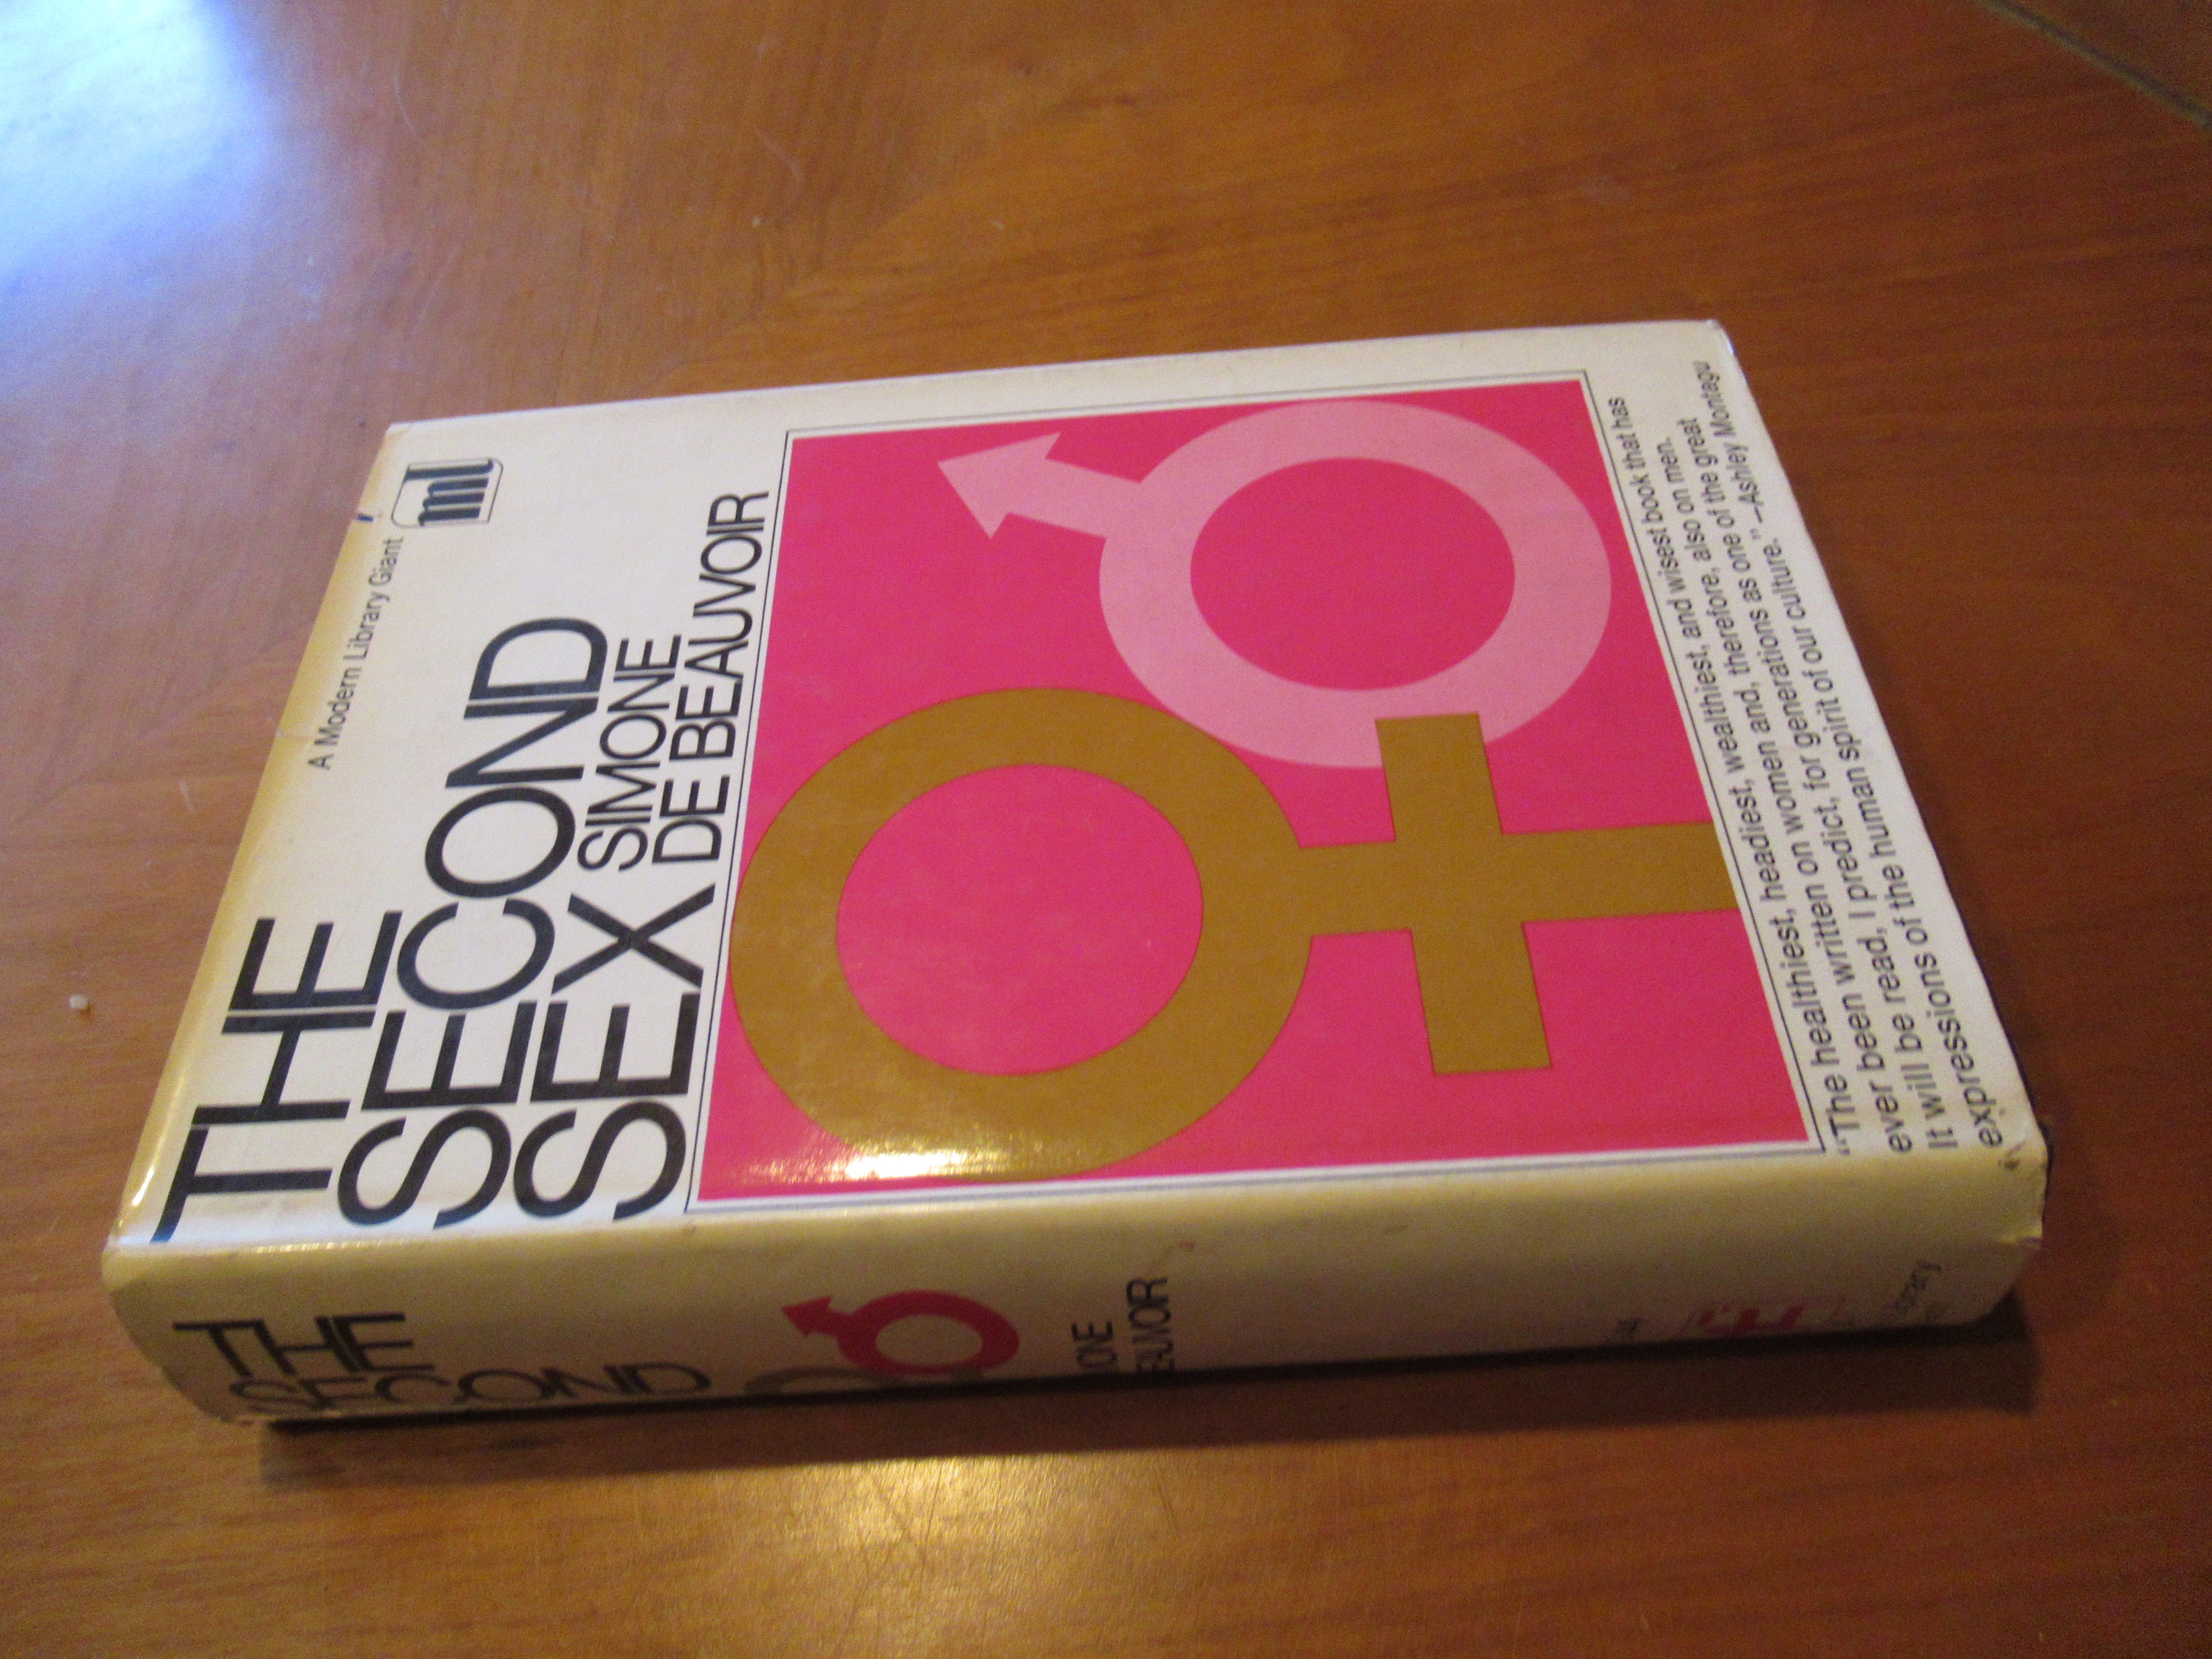 A Modern Library Giant
ml
THE
SECOND
SEX
SIMONE
DE BEAUVOIR
"The healthiest, headiest, wealthiest, and wisest book that has
ever been written on women and, therefore, also on men.
It will be read, I predict, for generations as one of the great
expressions of the human spirit of our culture." —Ashley Montagu
THE
SECOND